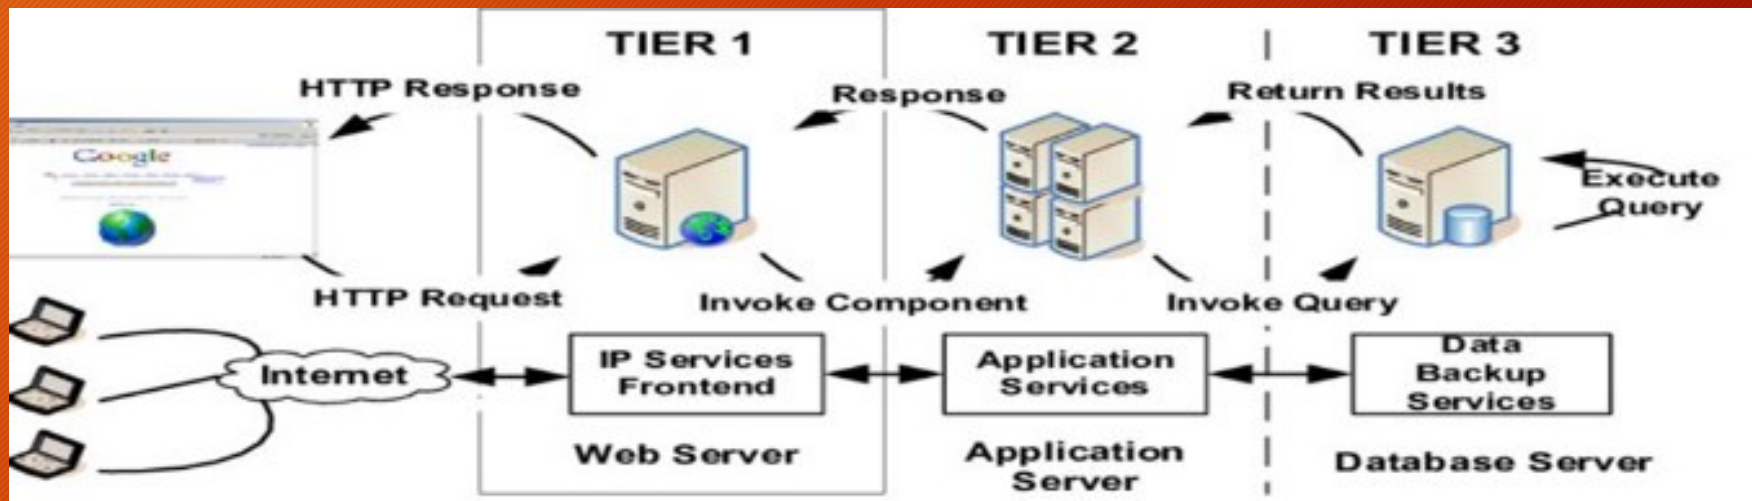 TIER 1
TIER 2
TIER 3
HTTP Response
Response
Return Results
Google
Execute
Query
HTTP Request
Invoke Component
Invoke Query
Internet
IP Services
Frontend
Application
Services
Data
Backup
Services
Web Server
Application
Server
Database Server